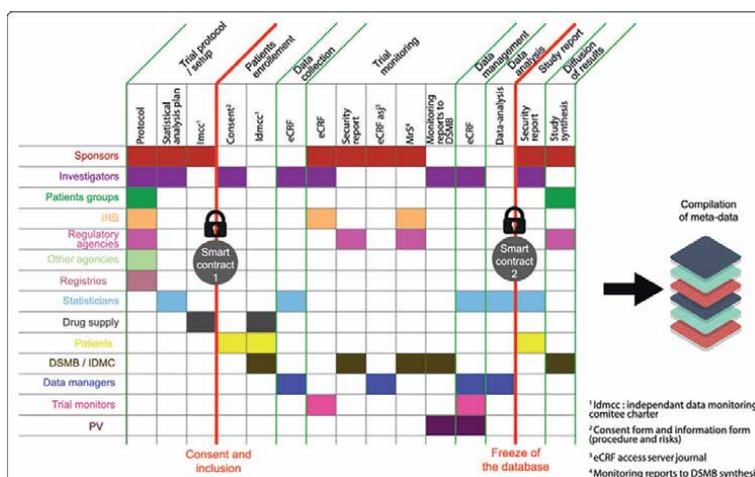 Trial protocol
/ setup
Patients
enrollement
Data
collection
Trial monitoring
Data
management
Data analysis
Study report
Diffusion
of results
Protocol
Statistical
analysis plan
Imcc¹
Consent²
Idmcc¹
eCRF
eCRF
Security
report
eCRF asj³
MrS⁴
Monitoring
reports to
DSMB
eCRF
Data-analysis
Security
report
Study
synthesis
Sponsors
Investigators
Patients groups
IRB
Regulatory
agencies
Other agencies
Registries
Statisticians
Drug supply
Patients
DSMB / IDMC
Data managers
Trial monitors
PV
Smart
contract
1
Smart
contract
2
Consent and
inclusion
Freeze of
the database
Compilation
of meta-data
¹ Idmcc : independant data monitoring
comitee charter
² Consent form and information form
(procedure and risks)
³ eCRF access server journal
⁴ Monitoring reports to DSMB synthesi